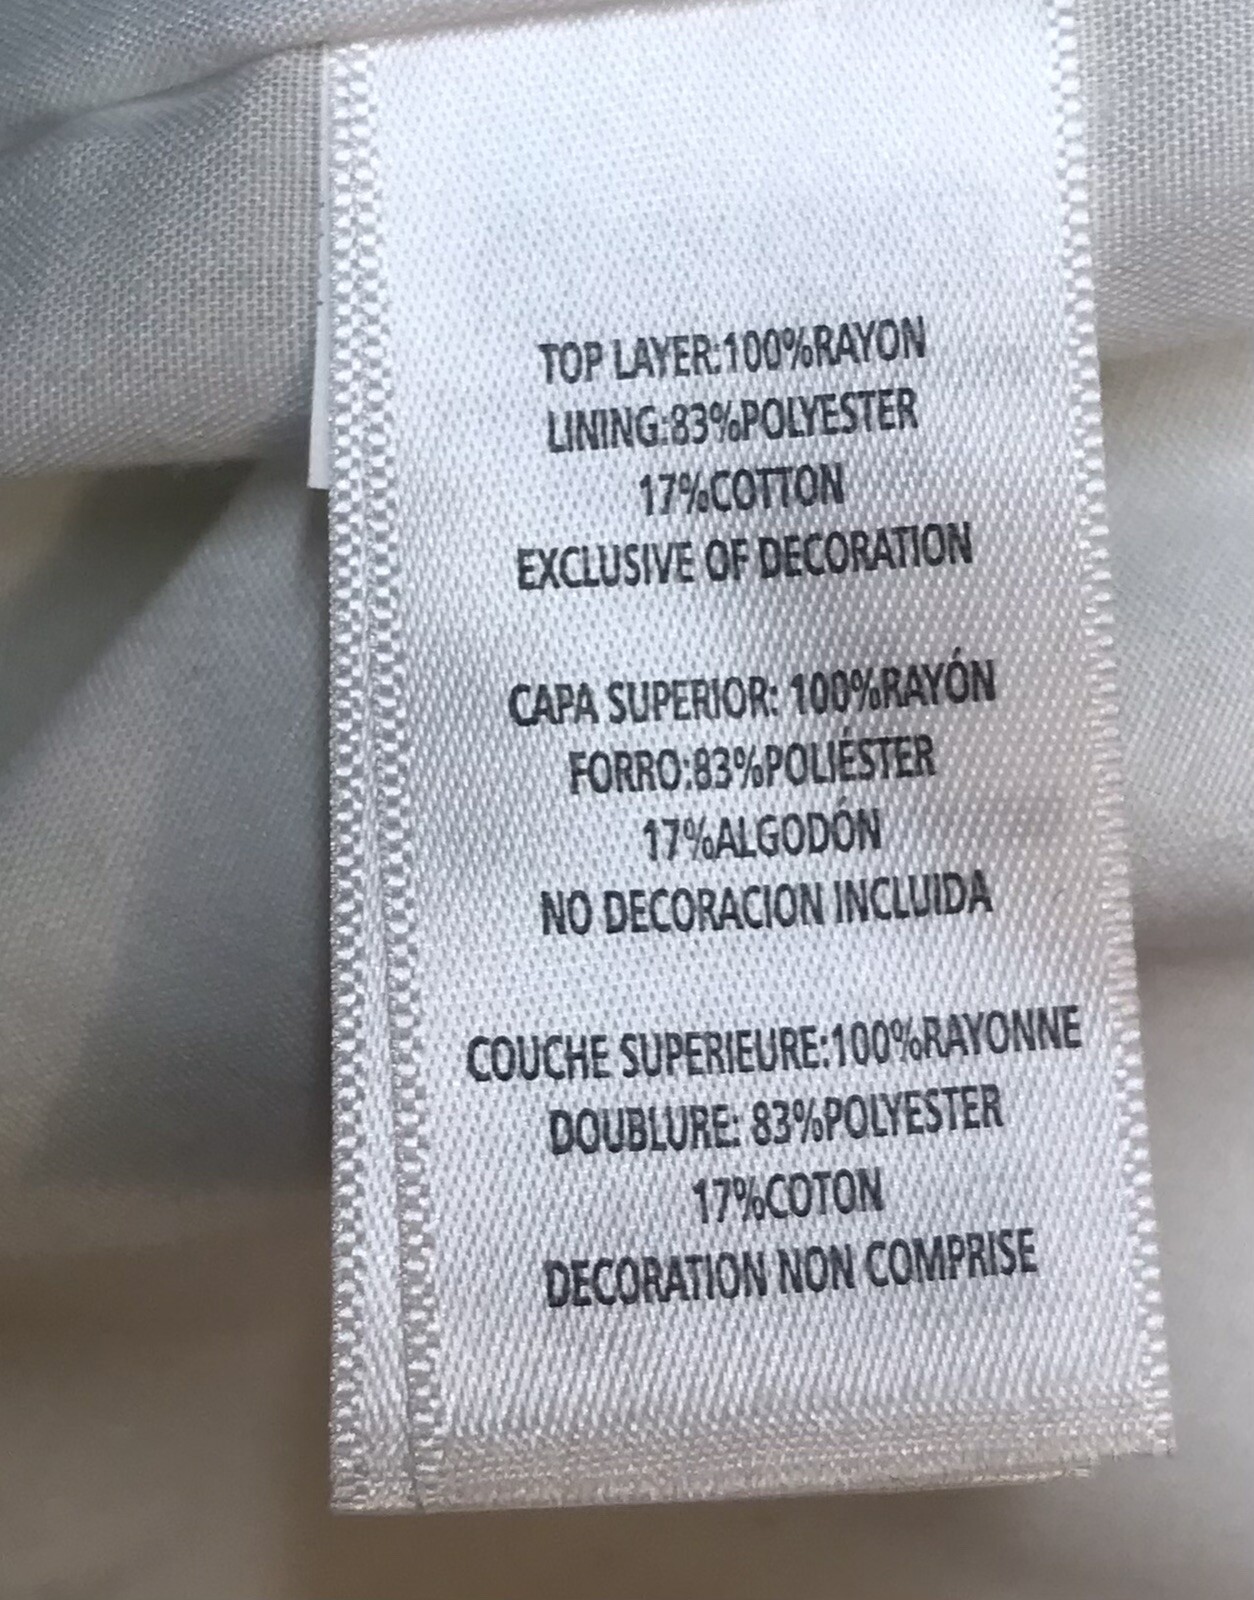 TOP LAYER:100%RAYON
LINING:83%POLYESTER
17%COTTON
EXCLUSIVE OF DECORATION
CAPA SUPERIOR: 100%RAYÓN
FORRO:83%POLIÉSTER
17%ALGODÓN
NO DECORACION INCLUIDA
COUCHE SUPERIEURE:100%RAYONNE
DOUBLURE: 83%POLYESTER
17%COTON
DECORATION NON COMPRISE